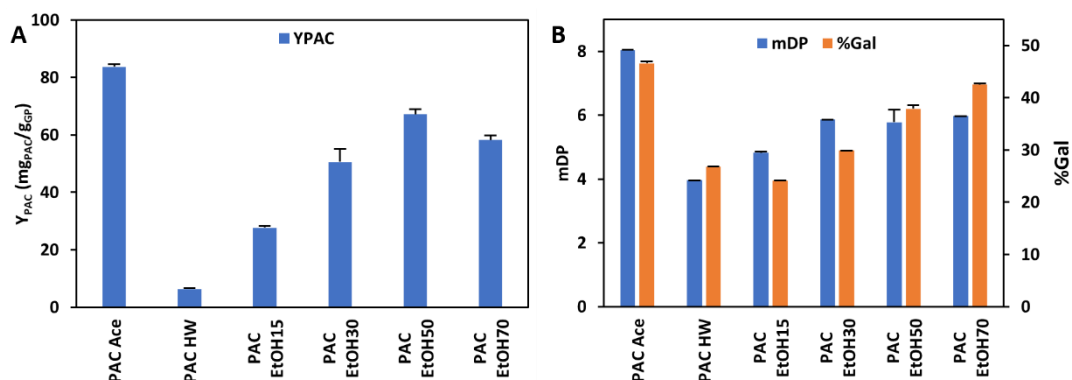 A
YPAC
Y_PAC (mg_PAC/g_GP)
100
80
60
40
20
0
PAC Ace
PAC HW
PAC
EtOH15
PAC
EtOH30
PAC
EtOH50
PAC
EtOH70
B
mDP
%Gal
mDP
8
6
4
2
0
%Gal
50
40
30
20
10
0
PAC Ace
PAC HW
PAC
EtOH15
PAC
EtOH30
PAC
EtOH50
PAC
EtOH70